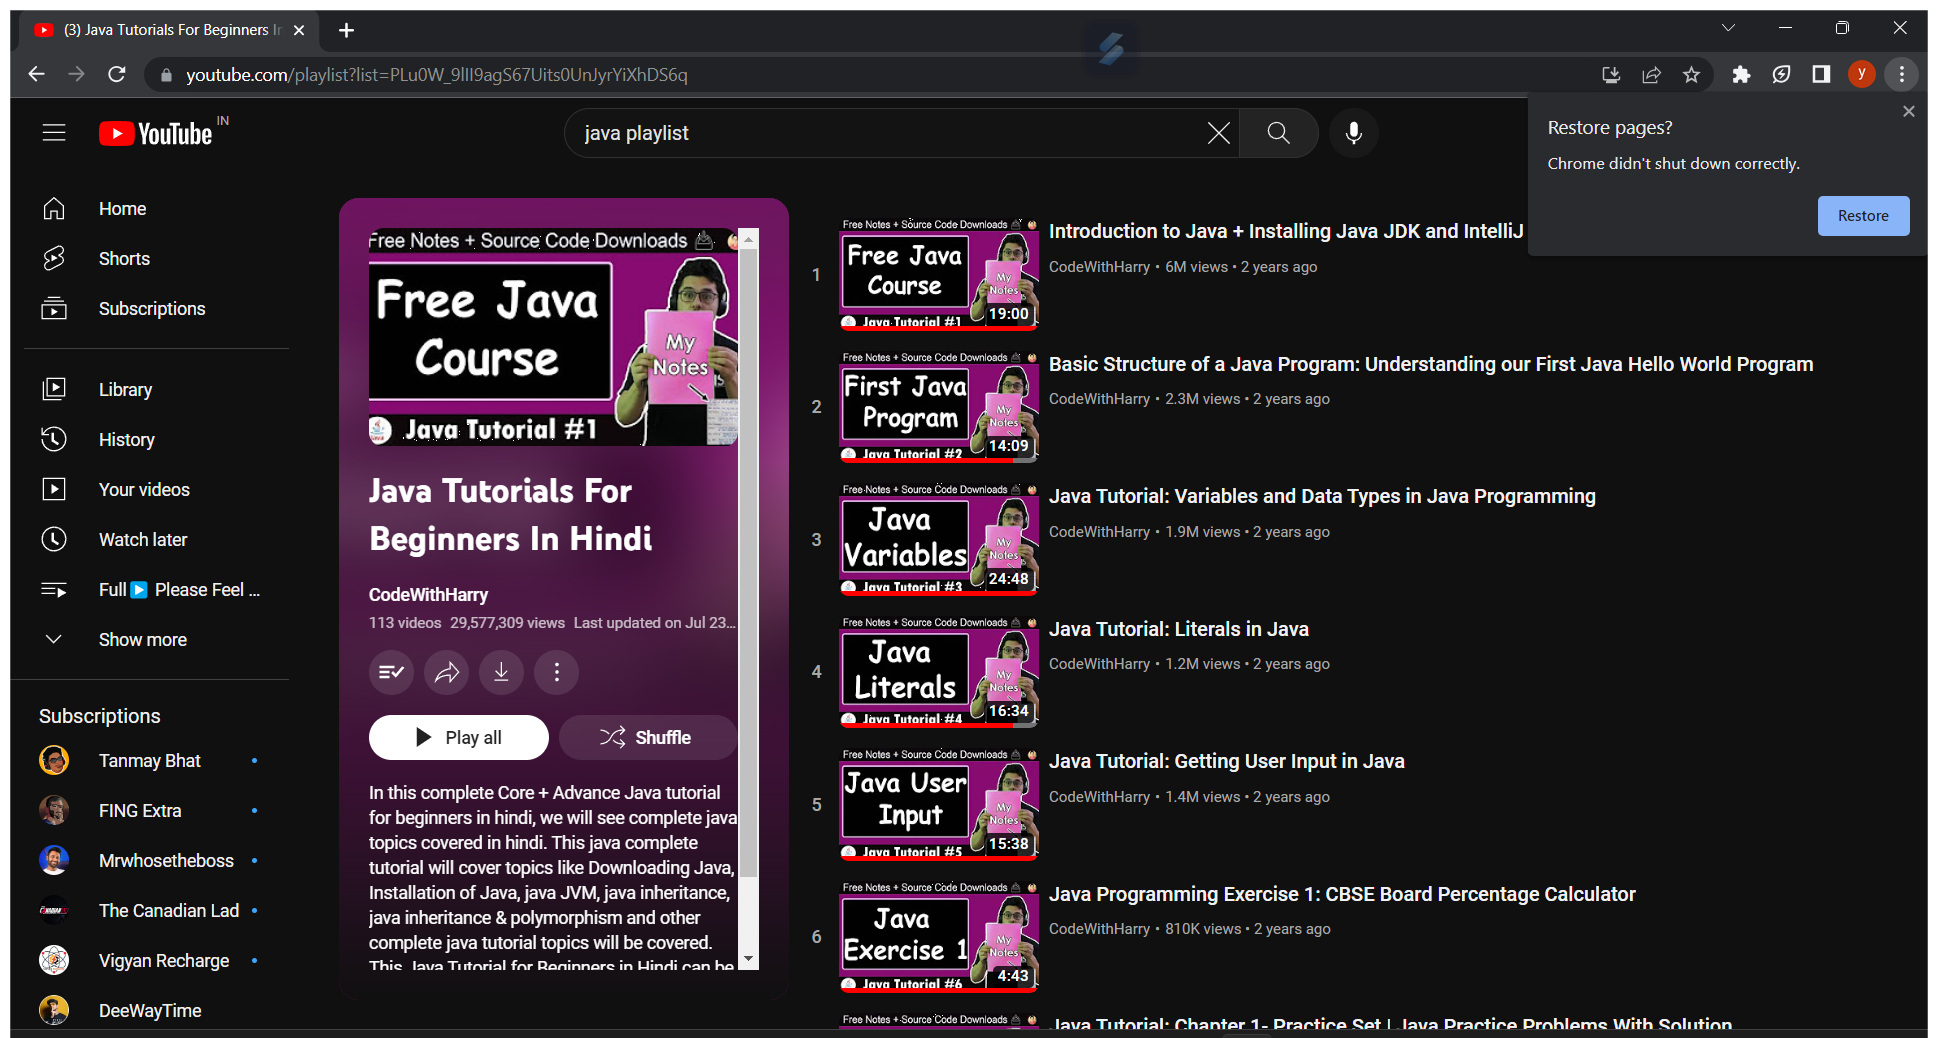 (3) Java Tutorials For Beginners In
youtube.com/playlist?list=PLu0W_9lII9agS67Uits0UnJyrYiXhDS6q
y
YouTube IN
java playlist
Restore pages?
Chrome didn't shut down correctly.
Restore
Home
Shorts
Subscriptions
Library
History
Your videos
Watch later
Full▶ Please Feel ...
Show more
Subscriptions
Tanmay Bhat
FING Extra
Mrwhosetheboss
The Canadian Lad
Vigyan Recharge
DeeWayTime
Free Notes + Source Code Downloads
Free Java
Course
My
Notes
Java Tutorial #1
Java Tutorials For
Beginners In Hindi
CodeWithHarry
113 videos 29,577,309 views Last updated on Jul 23...
Play all
Shuffle
In this complete Core + Advance Java tutorial
for beginners in hindi, we will see complete java
topics covered in hindi. This java complete
tutorial will cover topics like Downloading Java,
Installation of Java, java JVM, java inheritance,
java inheritance & polymorphism and other
complete java tutorial topics will be covered.
This Java Tutorial for Beginners in Hindi can be
1
Free Notes + Source Code Downloads
Free Java
Course
My
Notes
19:00
Java Tutorial #1
Introduction to Java + Installing Java JDK and IntelliJ
CodeWithHarry • 6M views • 2 years ago
2
Free Notes + Source Code Downloads
First Java
Program
My
Notes
14:09
Java Tutorial #2
Basic Structure of a Java Program: Understanding our First Java Hello World Program
CodeWithHarry • 2.3M views • 2 years ago
3
Free Notes + Source Code Downloads
Java
Variables
My
Notes
24:48
Java Tutorial #3
Java Tutorial: Variables and Data Types in Java Programming
CodeWithHarry • 1.9M views • 2 years ago
4
Free Notes + Source Code Downloads
Java
Literals
My
Notes
16:34
Java Tutorial #4
Java Tutorial: Literals in Java
CodeWithHarry • 1.2M views • 2 years ago
5
Free Notes + Source Code Downloads
Java User
Input
My
Notes
15:38
Java Tutorial #5
Java Tutorial: Getting User Input in Java
CodeWithHarry • 1.4M views • 2 years ago
6
Free Notes + Source Code Downloads
Java
Exercise 1
My
Notes
4:43
Java Tutorial #6
Java Programming Exercise 1: CBSE Board Percentage Calculator
CodeWithHarry • 810K views • 2 years ago
Free Notes + Source Code Downloads
Java Tutorial: Chapter 1- Practice Set | Java Practice Problems With Solution